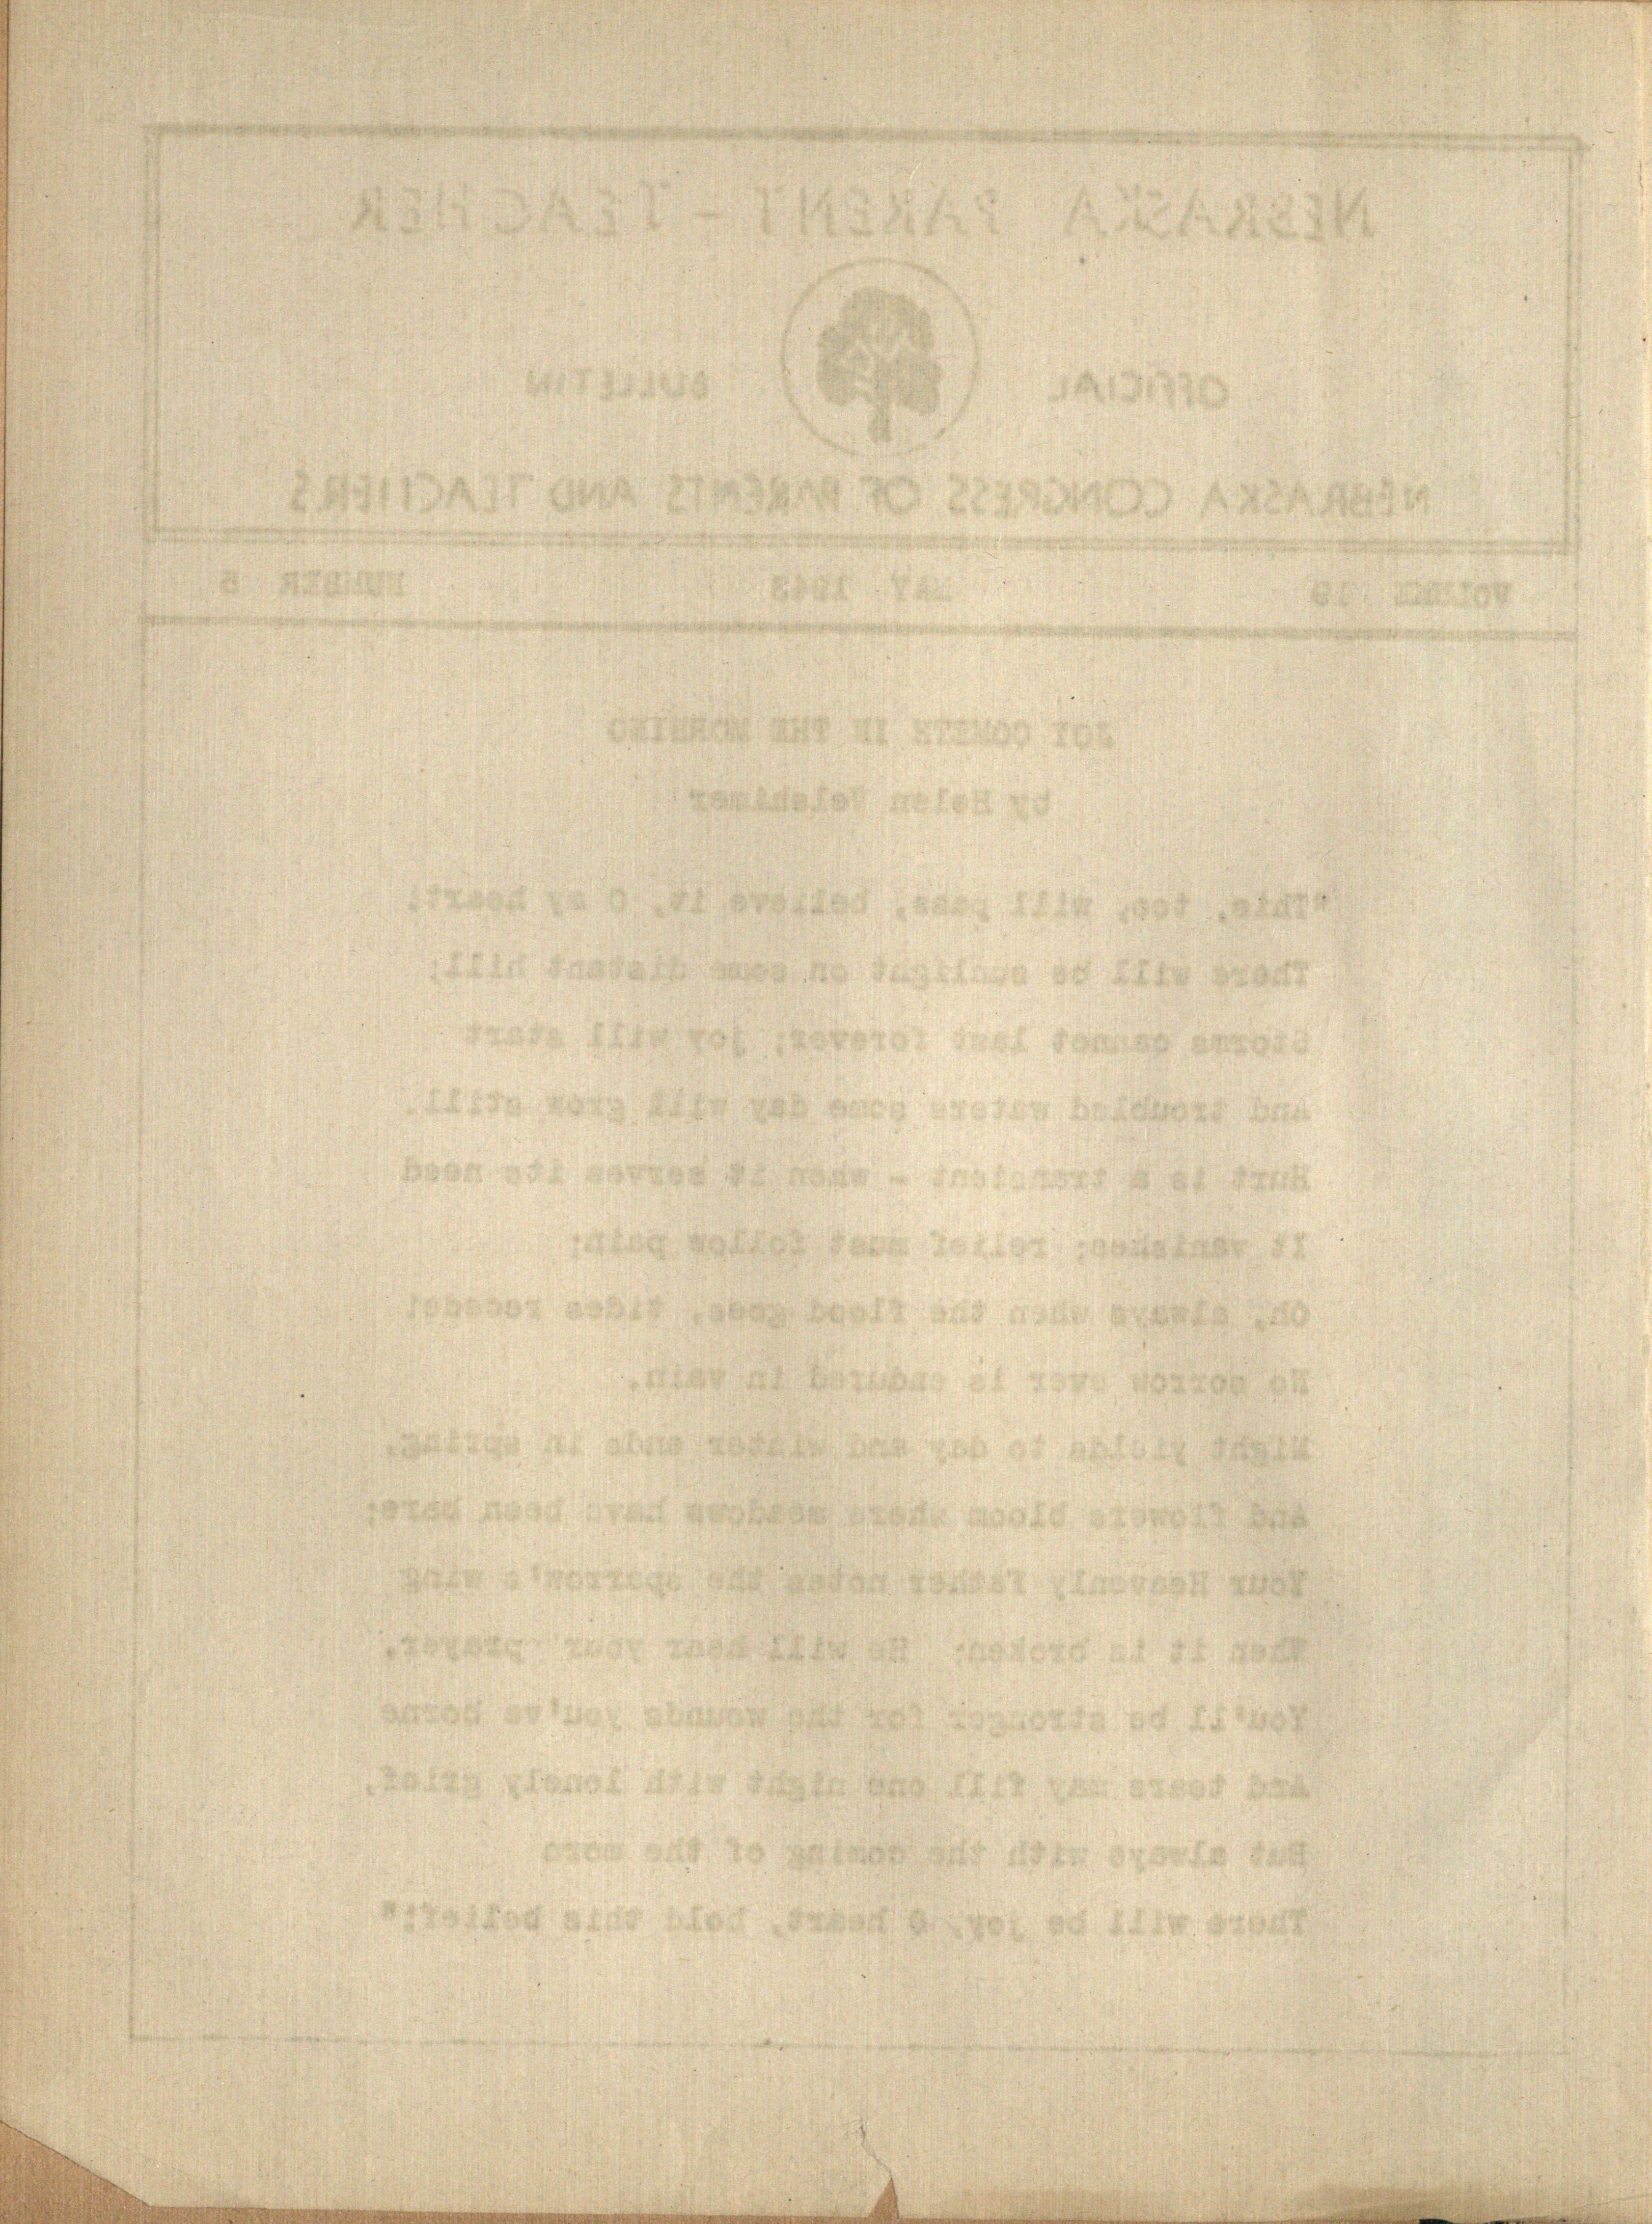 NEBRASKA PARENT-TEACHER
OFFICIAL BULLETIN
NEBRASKA CONGRESS OF PARENTS AND TEACHERS
VOLUME 19 MAY 1943 NUMBER 5
JOY COMETH IN THE MORNING
by Helen Welshimer
"This, too, will pass, believe it, O my heart!
There will be sunlight on some distant hill;
Storms cannot last forever; joy will start
And troubled waters some day will grow still.
Hurt is a transient - when it serves its need
It vanishes; relief must follow pain;
Oh, always when the flood goes, tides recede!
No sorrow ever is endured in vain.
Night yields to day and winter ends in spring,
And flowers bloom where meadows have been bare;
Your Heavenly Father notes the sparrow's wing
When it is broken; He will hear your prayer.
You'll be stronger for the wounds you've borne
And tears may fill one night with lonely grief,
But always with the coming of the morn
There will be joy. O heart, hold this belief!"